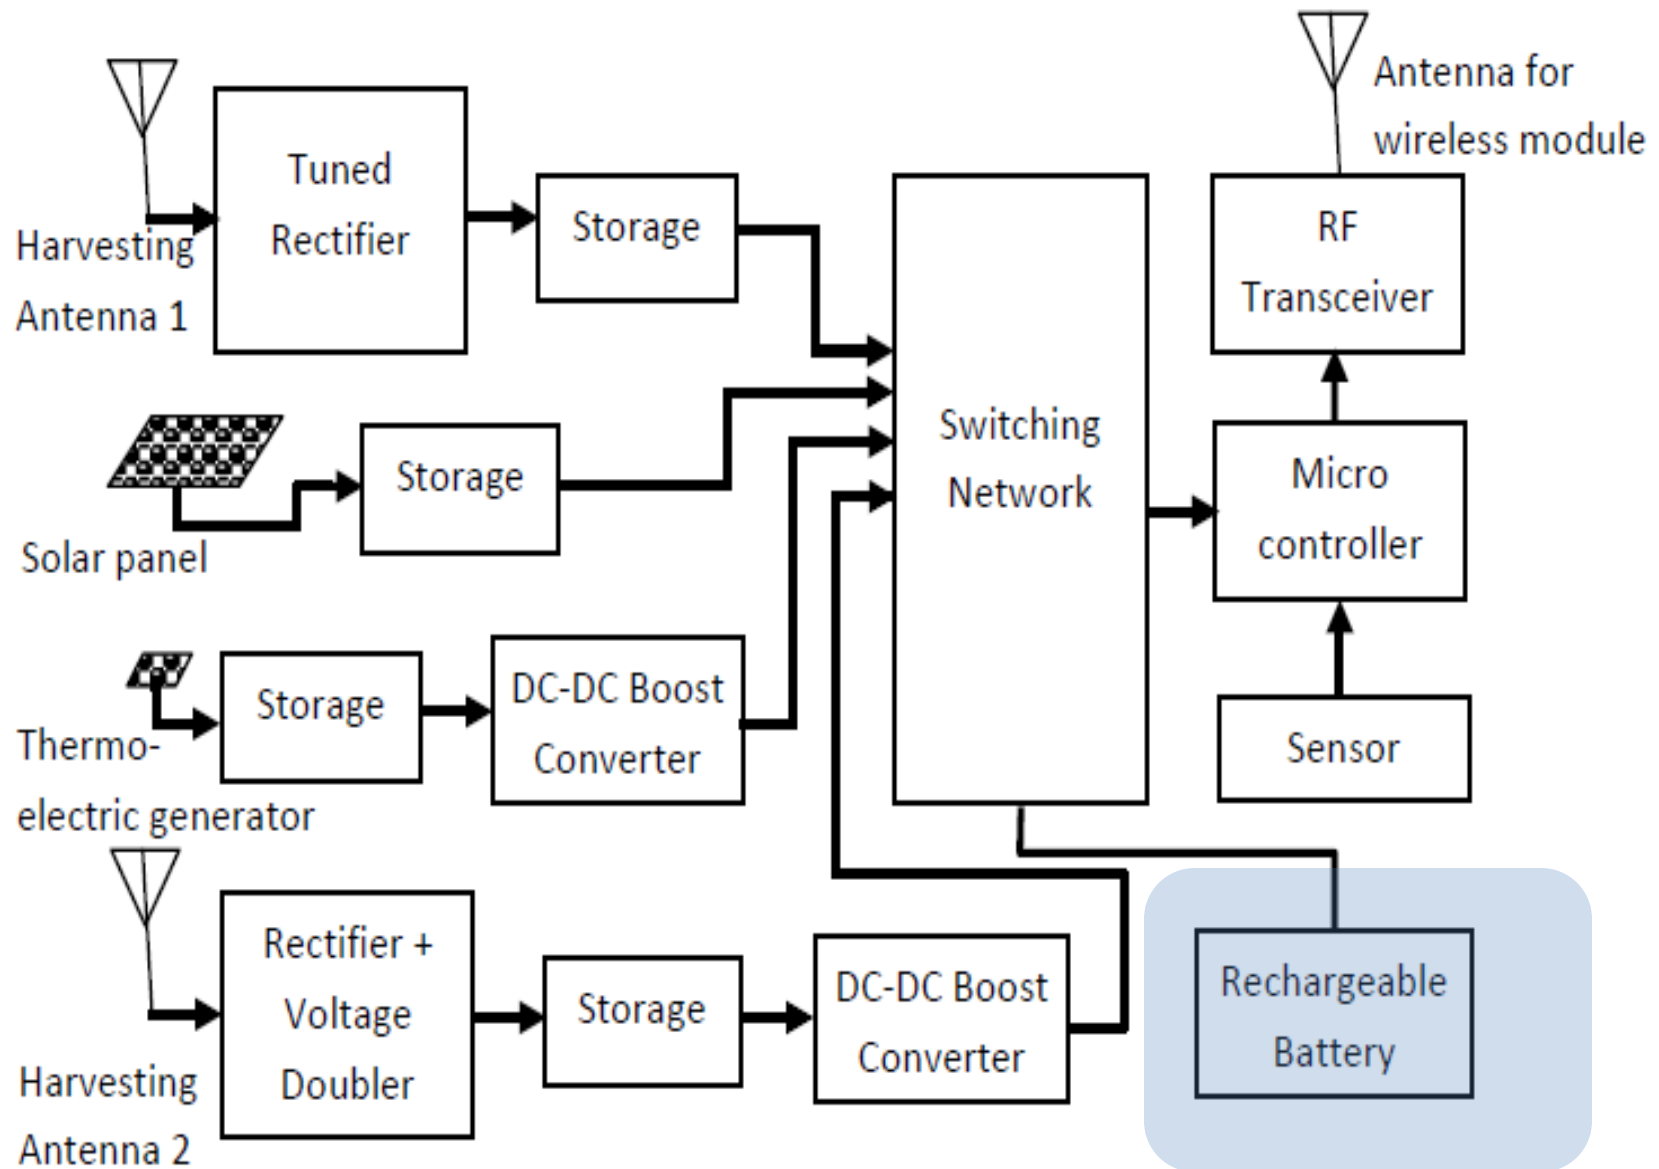 Antenna for
wireless module
Tuned
Rectifier
Storage
RF
Transceiver
Harvesting
Antenna 1
Switching
Network
Storage
Micro
controller
Solar panel
Storage
DC-DC Boost
Converter
Sensor
Thermo-
electric generator
Rectifier +
Voltage
Doubler
Storage
DC-DC Boost
Converter
Rechargeable
Battery
Harvesting
Antenna 2